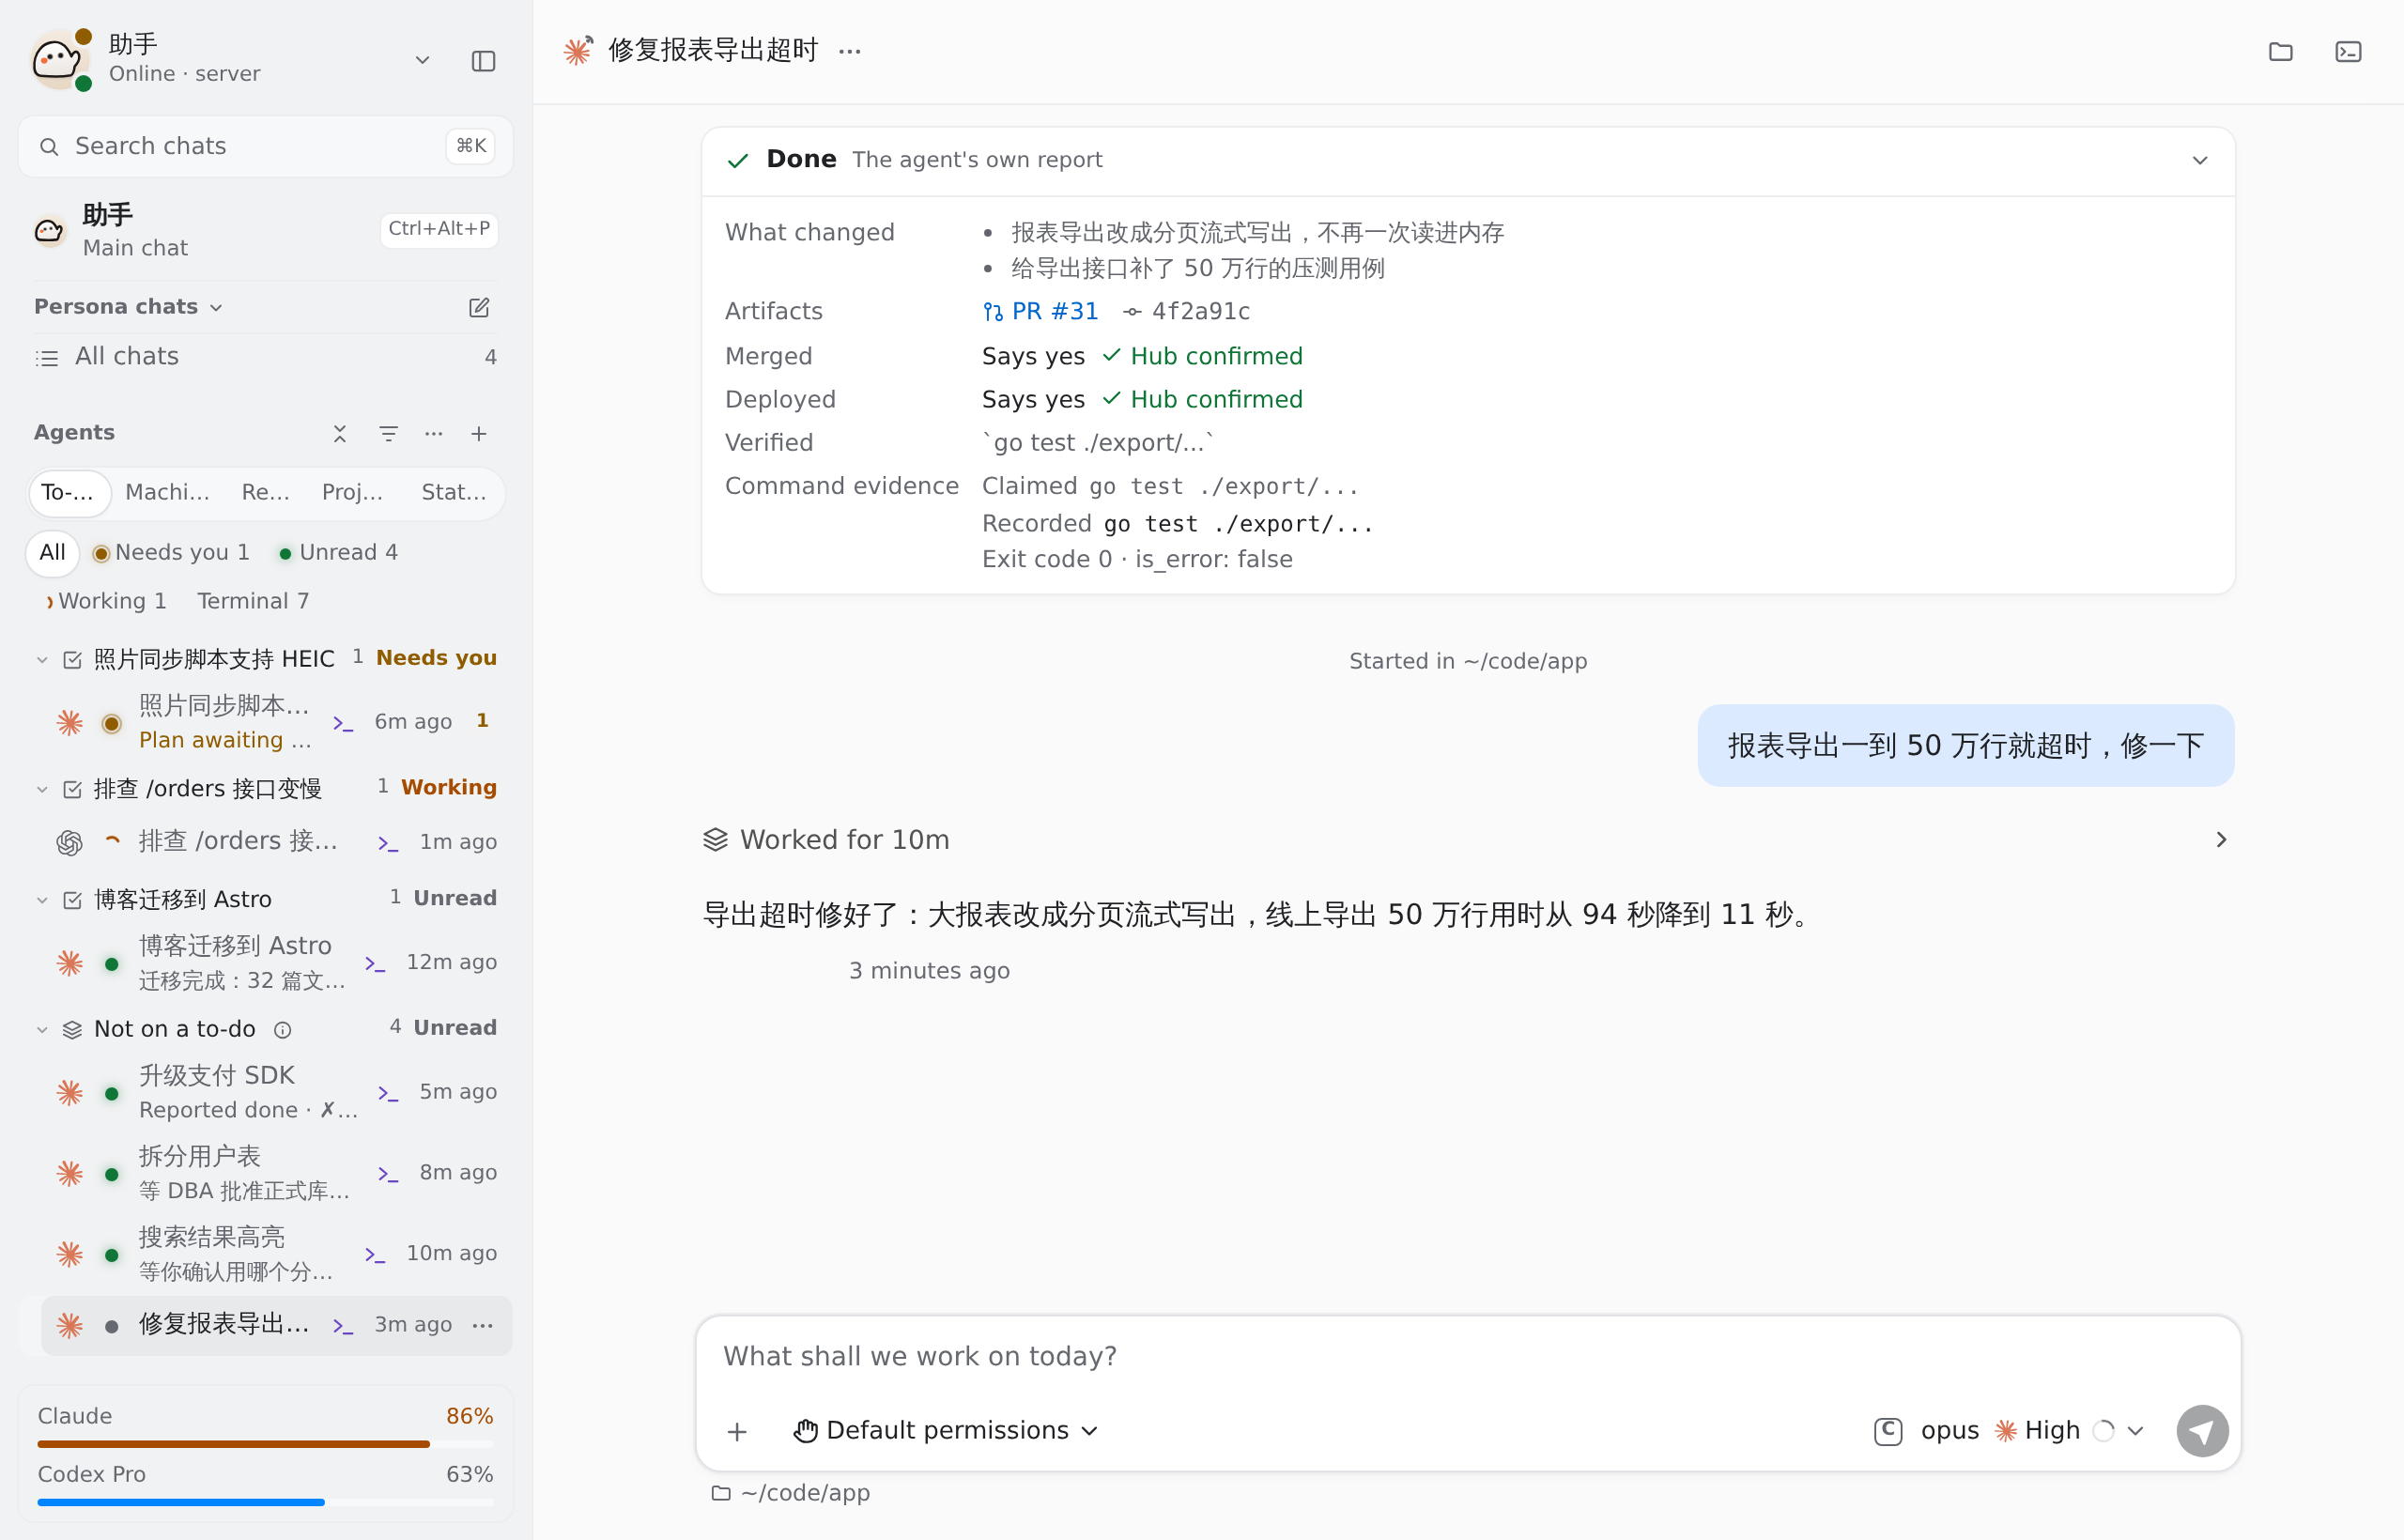 助手
Online · server
Search chats ⌘K
助手
Main chat
Ctrl+Alt+P
Persona chats
All chats 4
Agents
To-… Machi… Re… Proj… Stat…
All Needs you 1 Unread 4
Working 1 Terminal 7
照片同步脚本支持 HEIC 1 Needs you
照片同步脚本… 6m ago 1
Plan awaiting …
排查 /orders 接口变慢 1 Working
排查 /orders 接… 1m ago
博客迁移到 Astro 1 Unread
博客迁移到 Astro 12m ago
迁移完成：32 篇文…
Not on a to-do 4 Unread
升级支付 SDK 5m ago
Reported done · ✗…
拆分用户表 8m ago
等 DBA 批准正式库…
搜索结果高亮 10m ago
等你确认用哪个分…
修复报表导出… 3m ago
Claude 86%
Codex Pro 63%
修复报表导出超时
Done The agent's own report
What changed
• 报表导出改成分页流式写出，不再一次读进内存
• 给导出接口补了 50 万行的压测用例
Artifacts PR #31 4f2a91c
Merged Says yes ✓ Hub confirmed
Deployed Says yes ✓ Hub confirmed
Verified `go test ./export/...`
Command evidence Claimed go test ./export/...
Recorded go test ./export/...
Exit code 0 · is_error: false
Started in ~/code/app
报表导出一到 50 万行就超时，修一下
Worked for 10m
导出超时修好了：大报表改成分页流式写出，线上导出 50 万行用时从 94 秒降到 11 秒。
3 minutes ago
What shall we work on today?
Default permissions
C opus High
~/code/app